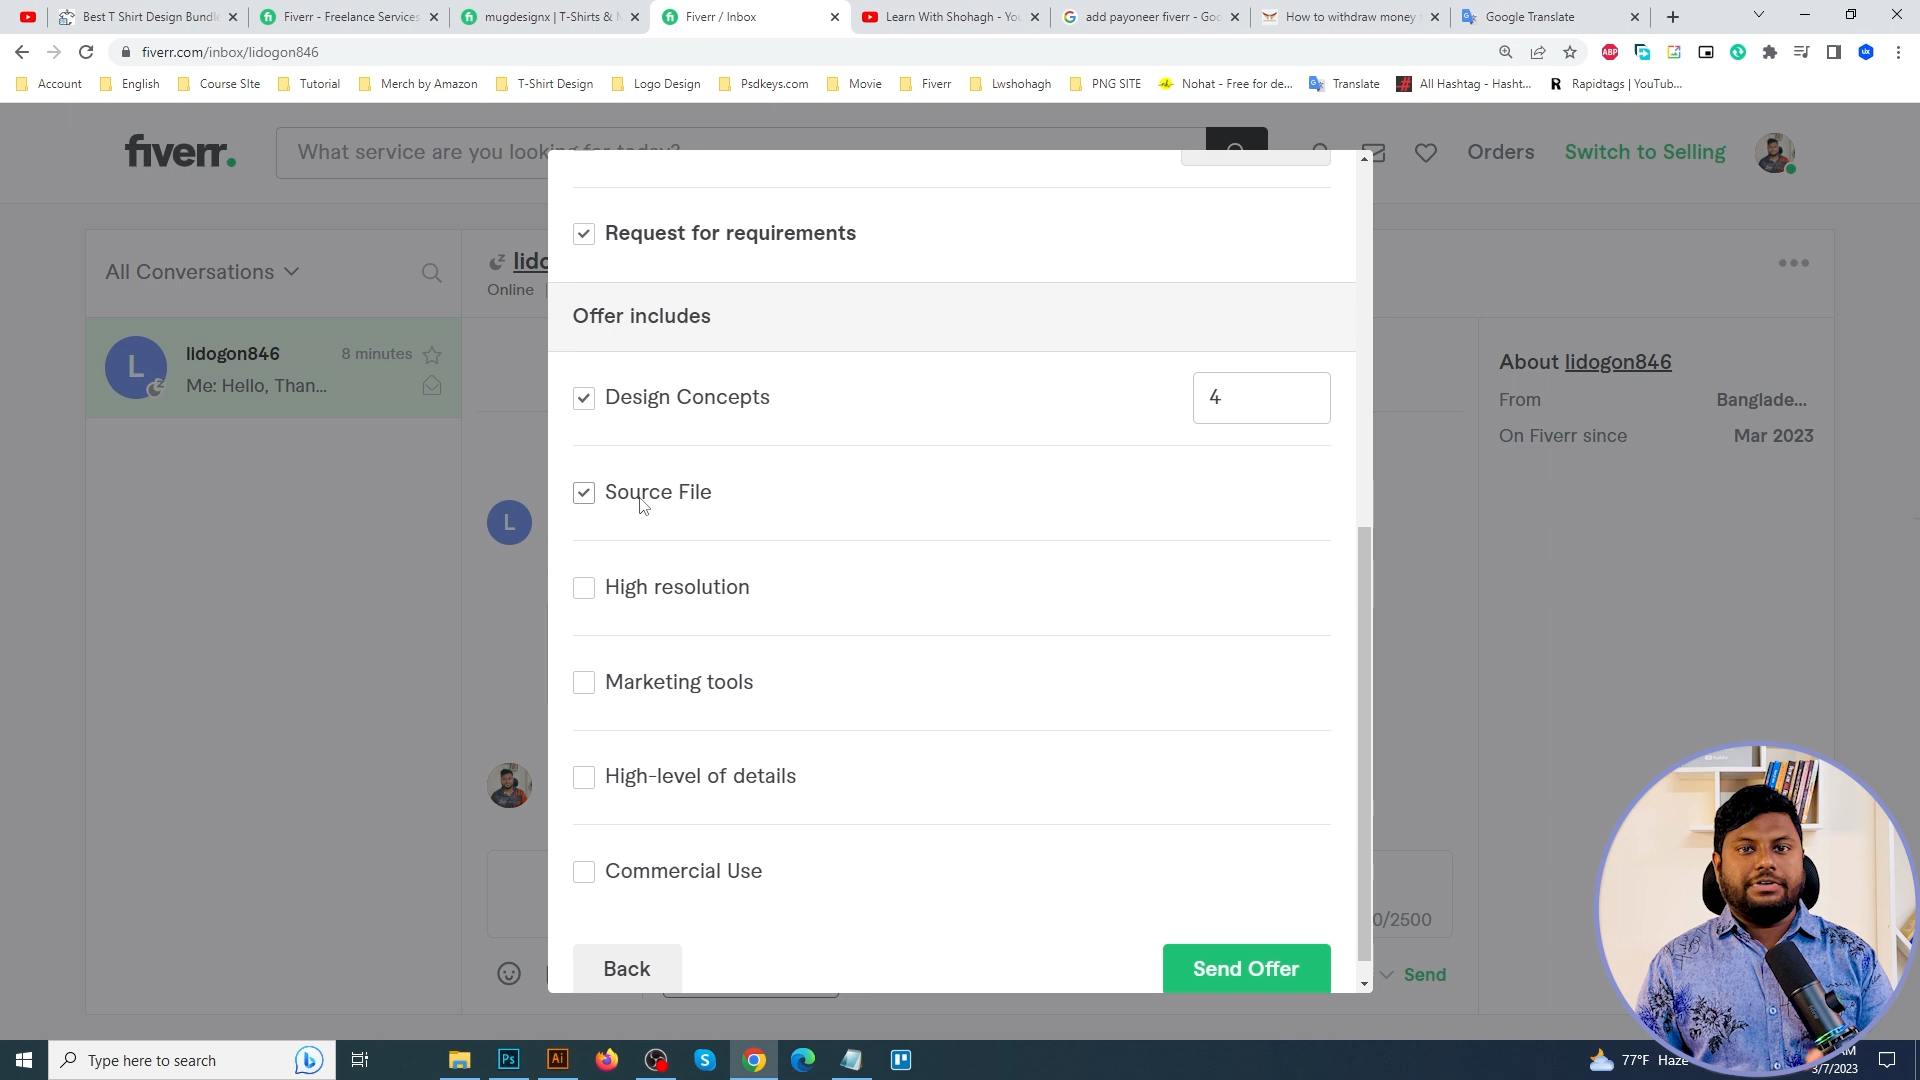 Best T Shirt Design Bundle
Fiverr - Freelance Services
mugdesignx | T-Shirts &
Fiverr / Inbox
Learn With Shohagh - You
add payoneer fiverr - Goo
How to withdraw money
Google Translate
fiverr.com/inbox/lidogon846
ABP
Account
English
Course SIte
Tutorial
Merch by Amazon
T-Shirt Design
Logo Design
Psdkeys.com
Movie
Fiverr
Lwshohagh
PNG SITE
Nohat - Free for de...
Translate
All Hashtag - Hasht...
Rapidtags | YouTub...
fiverr.
What service are you looking for today?
Orders
Switch to Selling
All Conversations
lido
Online
L
lidogon846
8 minutes
Me: Hello, Than...
Request for requirements
Offer includes
Design Concepts
4
Source File
High resolution
Marketing tools
High-level of details
Commercial Use
Back
Send Offer
L
About lidogon846
From
Banglade...
On Fiverr since
Mar 2023
0/2500
Send
Type here to search
Ps
Ai
77°F Haze
AM
3/7/2023